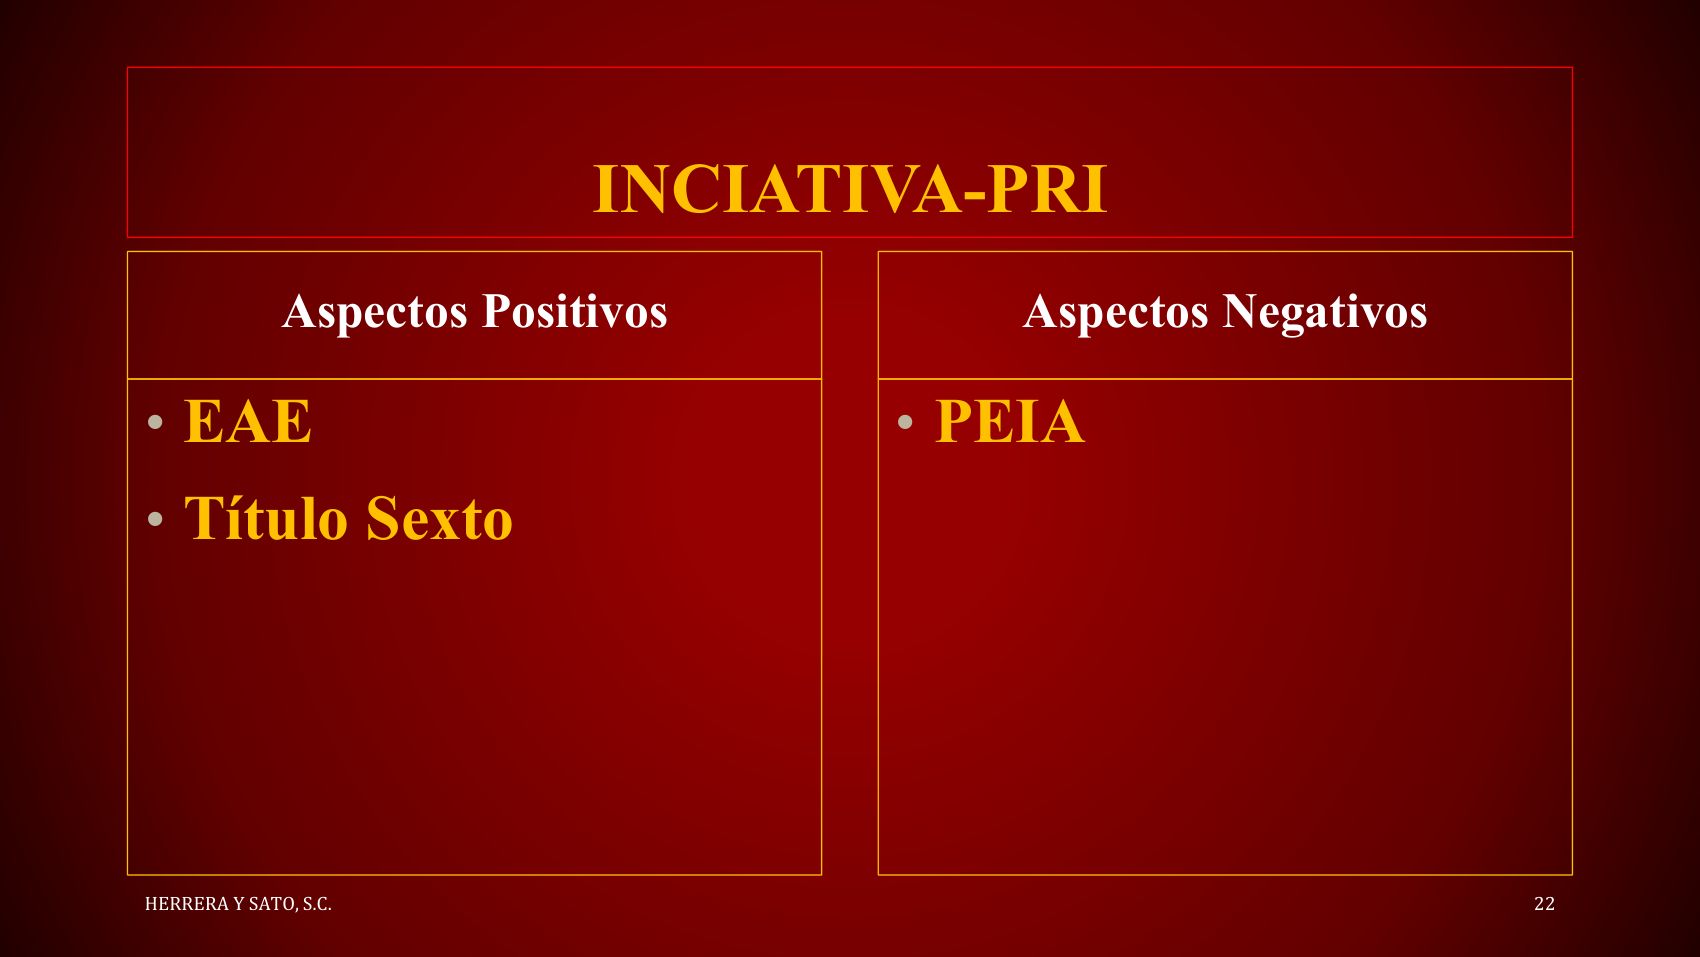 INCIATIVA-PRI
Aspectos Positivos
• EAE
• Título Sexto
Aspectos Negativos
• PEIA
HERRERA Y SATO, S.C.
22